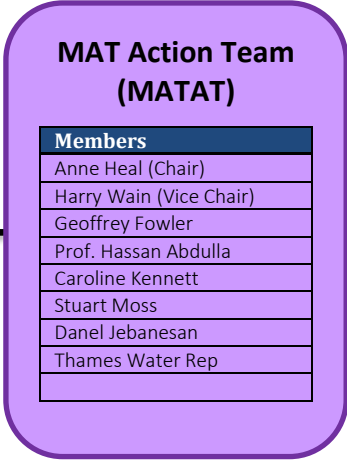 MAT Action Team
(MATAT)
Members
Anne Heal (Chair)
Harry Wain (Vice Chair)
Geoffrey Fowler
Prof. Hassan Abdulla
Caroline Kennett
Stuart Moss
Danel Jebanesan
Thames Water Rep